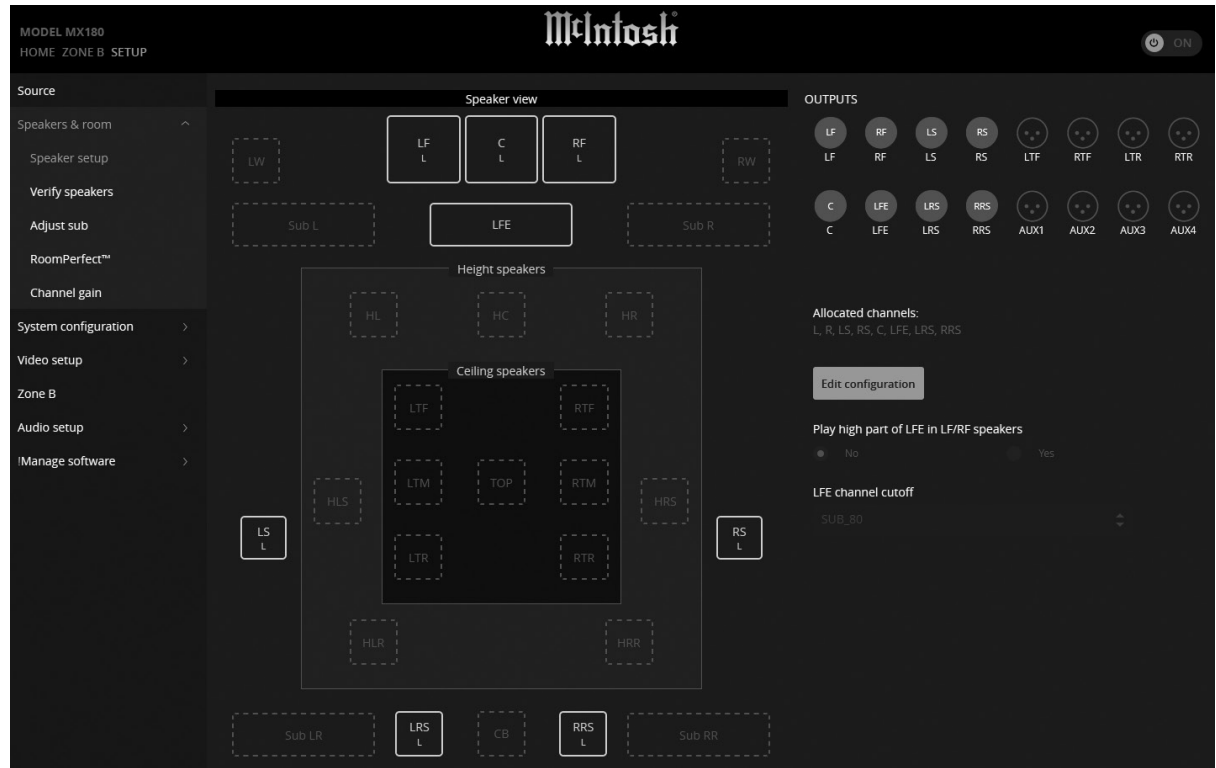 McIntosh®
MODEL MX180
HOME ZONE B SETUP
ON
Source
Speakers & room
Speaker setup
Verify speakers
Adjust sub
RoomPerfect™
Channel gain
System configuration
Video setup
Zone B
Audio setup
!Manage software
Speaker view
LW
LF
L
C
L
RF
L
RW
Sub L
LFE
Sub R
Height speakers
HL
HC
HR
Ceiling speakers
LTF
RTF
LTM
TOP
RTM
HLS
HRS
LS
L
RS
L
LTR
RTR
HLR
HRR
Sub LR
LRS
L
CB
RRS
L
Sub RR
OUTPUTS
LF RF LS RS
LF RF LS RS LTF RTF LTR RTR
C LFE LRS RRS
C LFE LRS RRS AUX1 AUX2 AUX3 AUX4
Allocated channels:
L, R, LS, RS, C, LFE, LRS, RRS
Edit configuration
Play high part of LFE in LF/RF speakers
No Yes
LFE channel cutoff
SUB_80